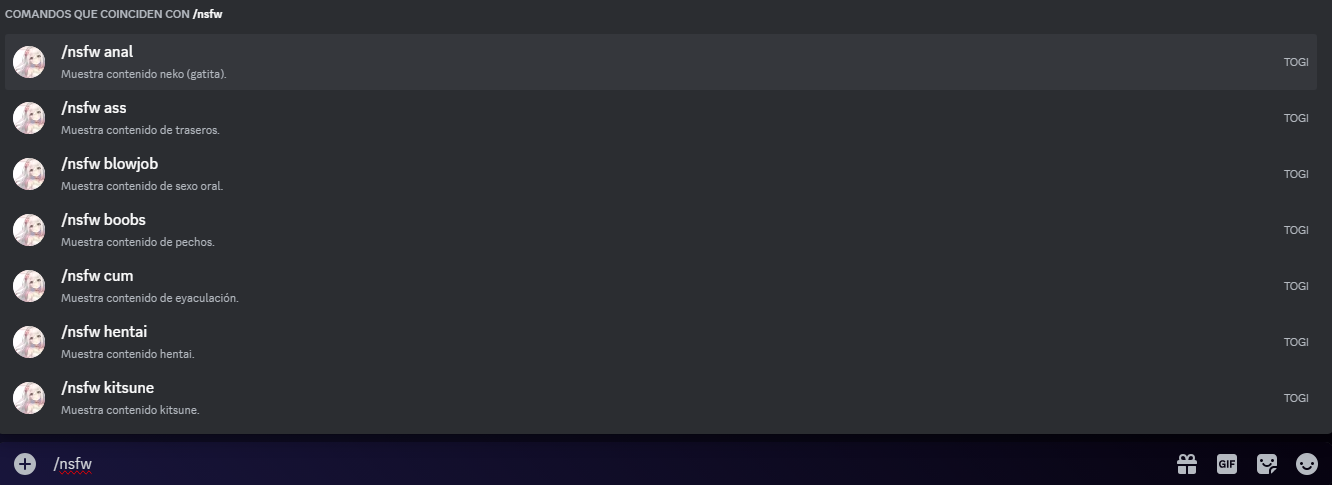 COMANDOS QUE COINCIDEN CON /nsfw
/nsfw anal
Muestra contenido neko (gatita).
TOGI
/nsfw ass
Muestra contenido de traseros.
TOGI
/nsfw blowjob
Muestra contenido de sexo oral.
TOGI
/nsfw boobs
Muestra contenido de pechos.
TOGI
/nsfw cum
Muestra contenido de eyaculación.
TOGI
/nsfw hentai
Muestra contenido hentai.
TOGI
/nsfw kitsune
Muestra contenido kitsune.
TOGI
/nsfw
GIF